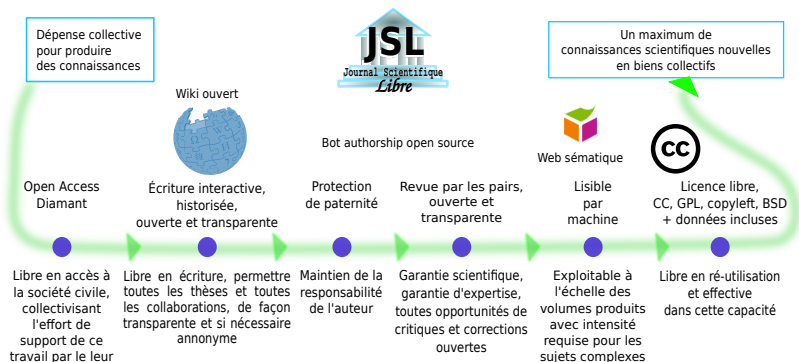 Dépense collective
pour produire
des connaissances
JSL
Journal Scientifique
Libre
Un maximum de
connaissances scientifiques nouvelles
en biens collectifs
Wiki ouvert
Bot authorship open source
Web sématique
cc
Open Access
Diamant
Écriture interactive,
historisée,
ouverte et transparente
Protection
de paternité
Revue par les pairs,
ouverte et
transparente
Lisible
par
machine
Licence libre,
CC, GPL, copyleft, BSD
+ données incluses
Libre en accès à
la société civile,
collectivisant
l'effort de
support de ce
travail par le leur
Libre en écriture, permettre
toutes les thèses et toutes
les collaborations, de façon
transparente et si nécessaire
annonyme
Maintien de la
responsabilité
de l'auteur
Garantie scientifique,
garantie d'expertise,
toutes opportunités de
critiques et corrections
ouvertes
Exploitable à
l'échelle des
volumes produits
avec intensité
requise pour les
sujets complexes
Libre en ré-utilisation
et effective
dans cette capacité